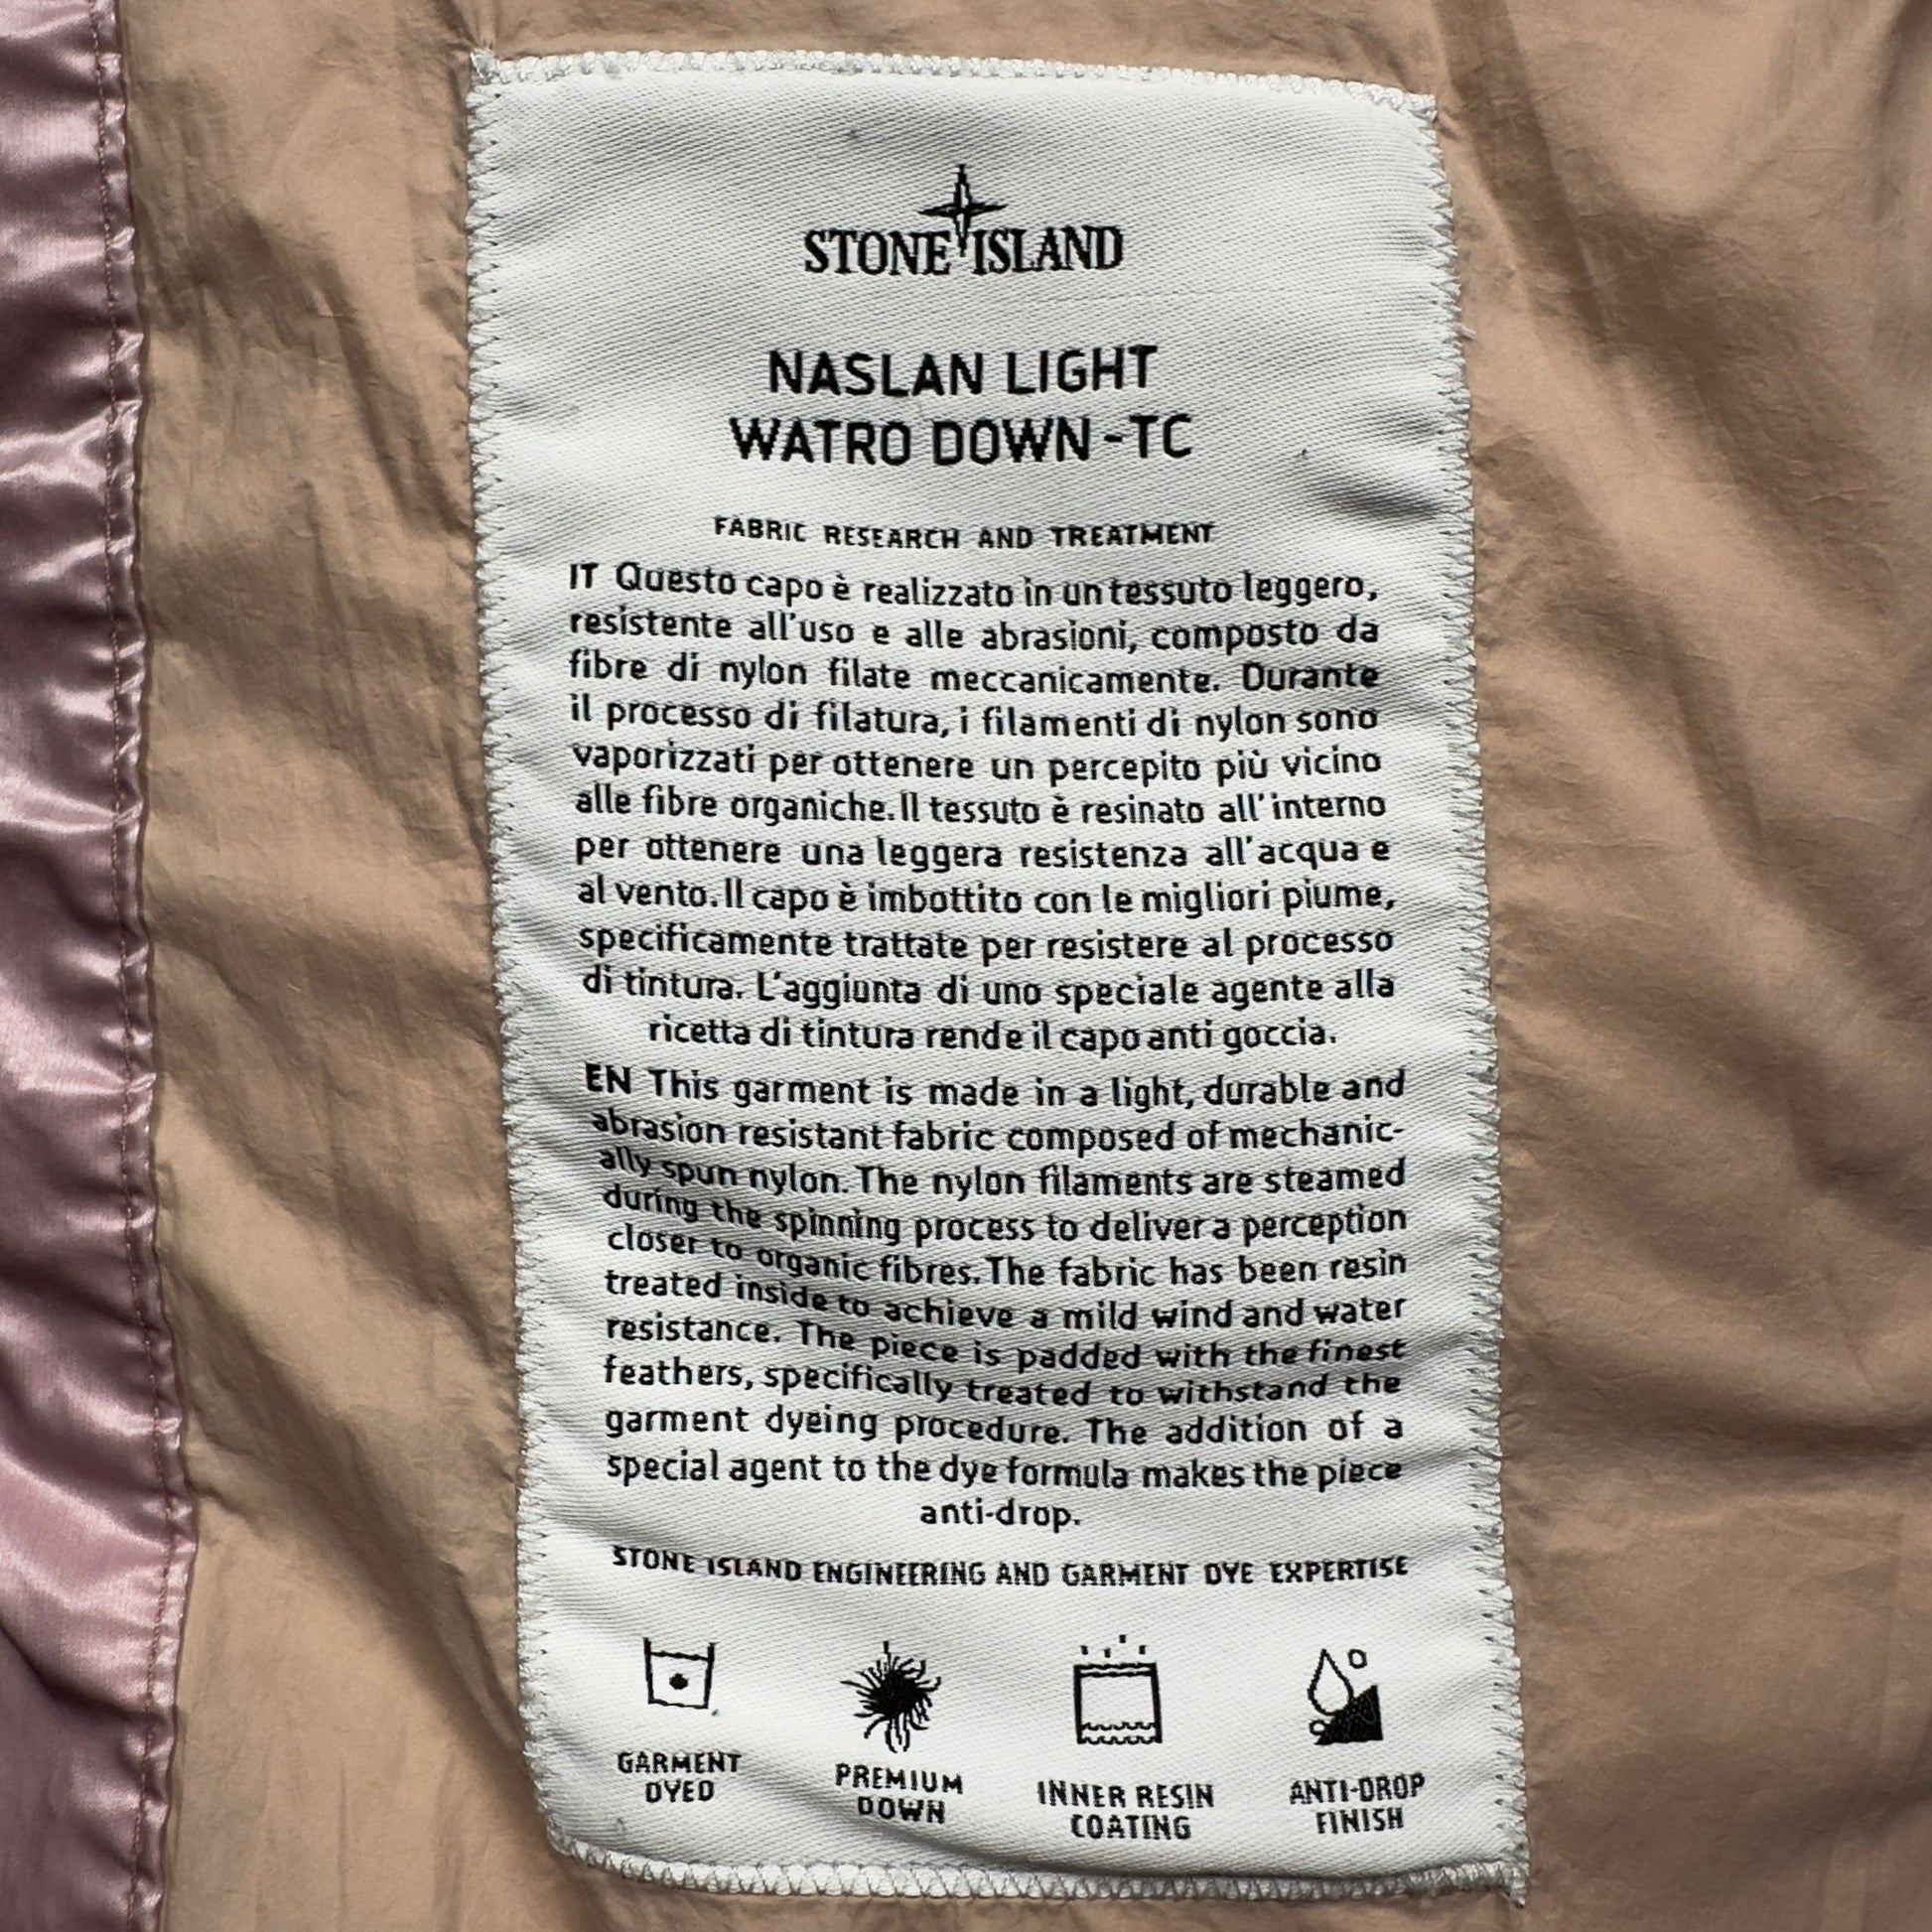 STONE ISLAND
NASLAN LIGHT
WATRO DOWN-TC
FABRIC RESEARCH AND TREATMENT
IT Questo capo è realizzato in un tessuto leggero,
resistente all'uso e alle abrasioni, composto da
fibre di nylon filate meccanicamente. Durante
il processo di filatura, i filamenti di nylon sono
vaporizzati per ottenere un percepito più vicino
alle fibre organiche. Il tessuto è resinato all'interno
per ottenere una leggera resistenza all'acqua e
al vento. Il capo è imbottito con le migliori piume,
specificamente trattate per resistere al processo
di tintura. L'aggiunta di uno speciale agente alla
ricetta di tintura rende il capo anti goccia.
EN This garment is made in a light, durable and
abrasion resistant fabric composed of mechanic-
ally spun nylon. The nylon filaments are steamed
during the spinning process to deliver a perception
closer to organic fibres. The fabric has been resin
treated inside to achieve a mild wind and water
resistance. The piece is padded with the finest
feathers, specifically treated to withstand the
garment dyeing procedure. The addition of a
special agent to the dye formula makes the piece
anti-drop.
STONE ISLAND ENGINEERING AND GARMENT DYE EXPERTISE
GARMENT
DYED
PREMIUM
DOWN
INNER RESIN
COATING
ANTI-DROP
FINISH